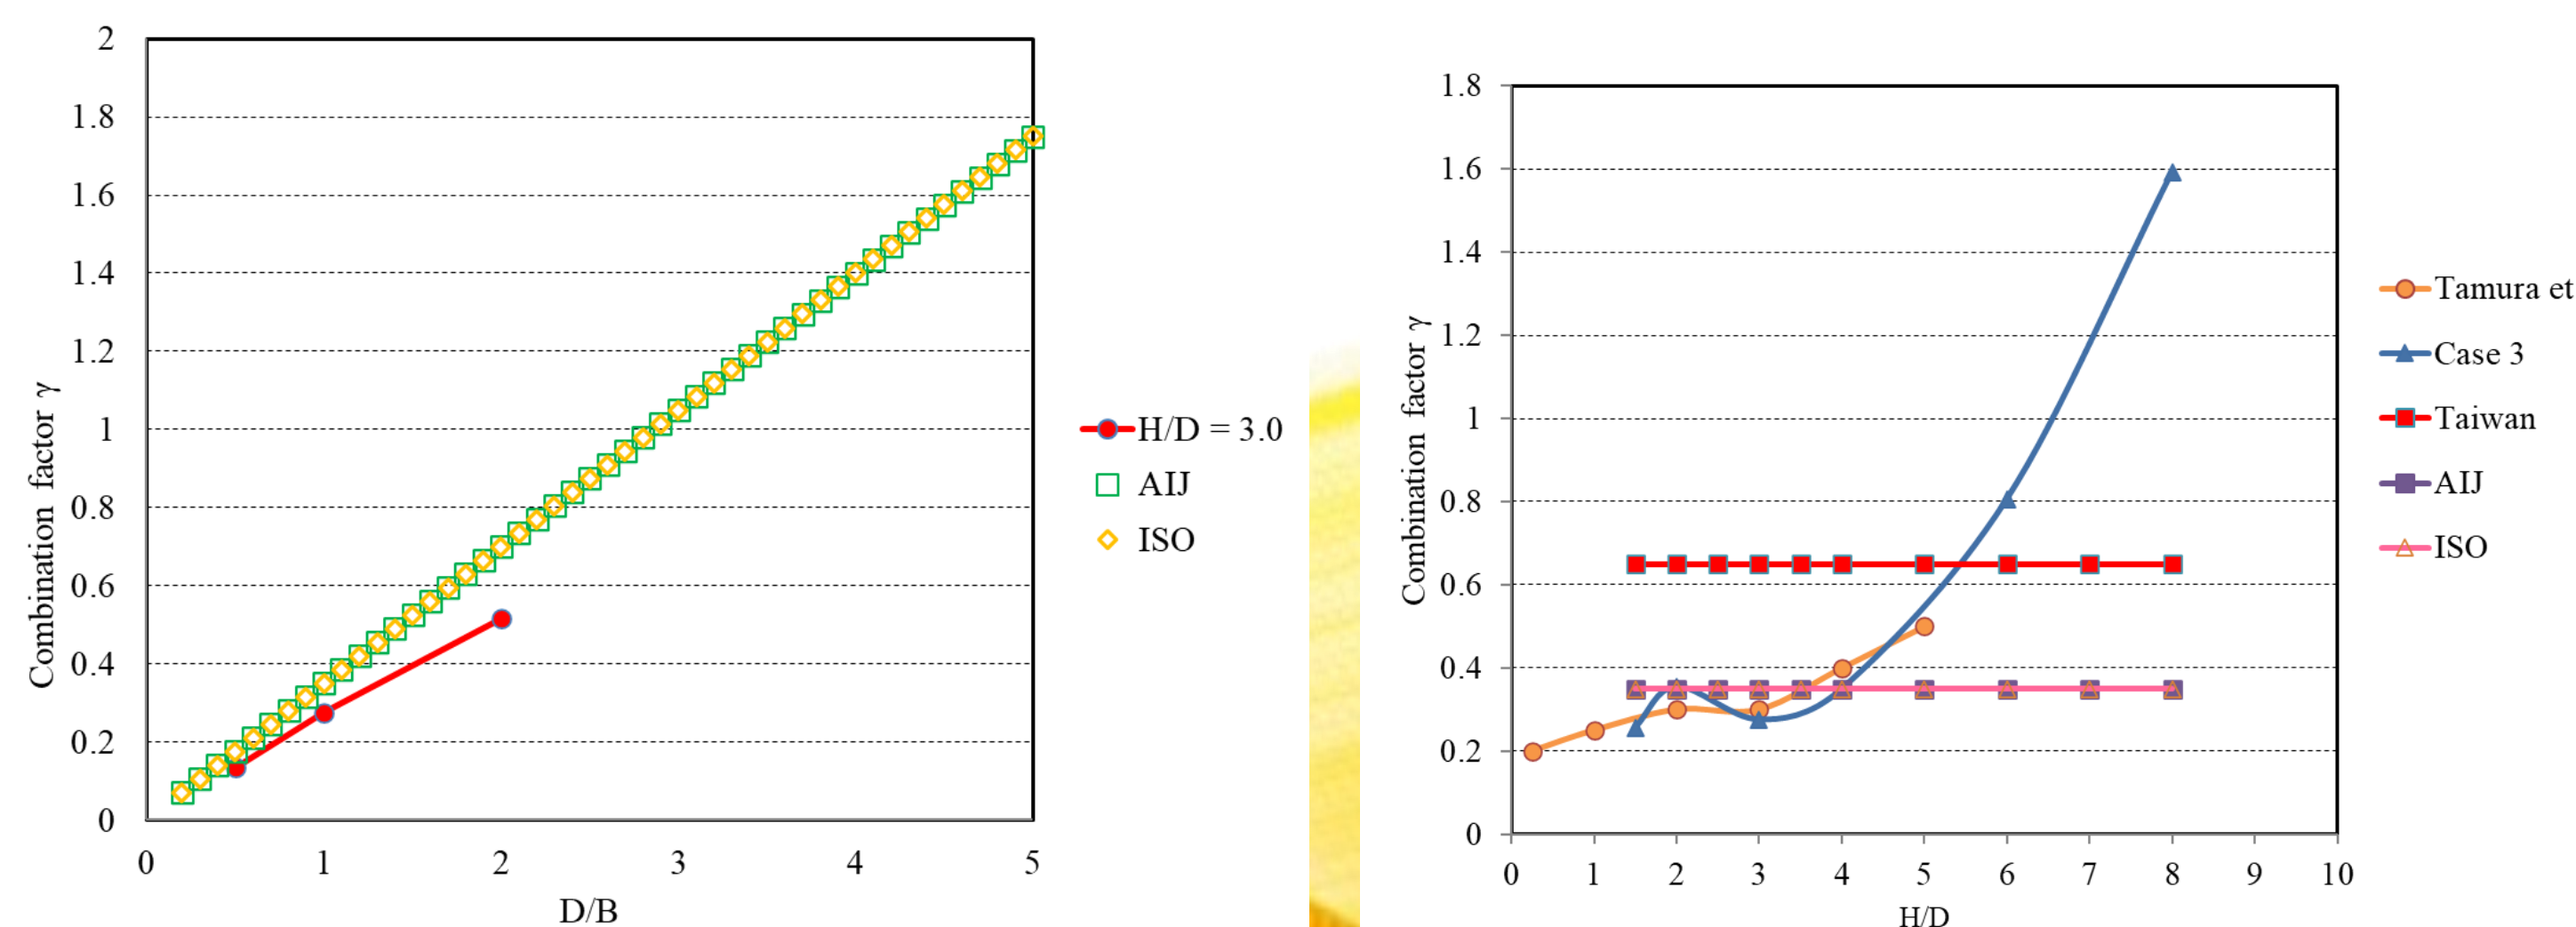 2
1.8
1.6
1.4
1.2
1
0.8
0.6
0.4
0.2
0
Combination factor γ
0 1 2 3 4 5
D/B
H/D = 3.0
AIJ
ISO
1.8
1.6
1.4
1.2
1
0.8
0.6
0.4
0.2
0
Combination factor γ
0 1 2 3 4 5 6 7 8 9 10
H/D
Tamura et
Case 3
Taiwan
AIJ
ISO